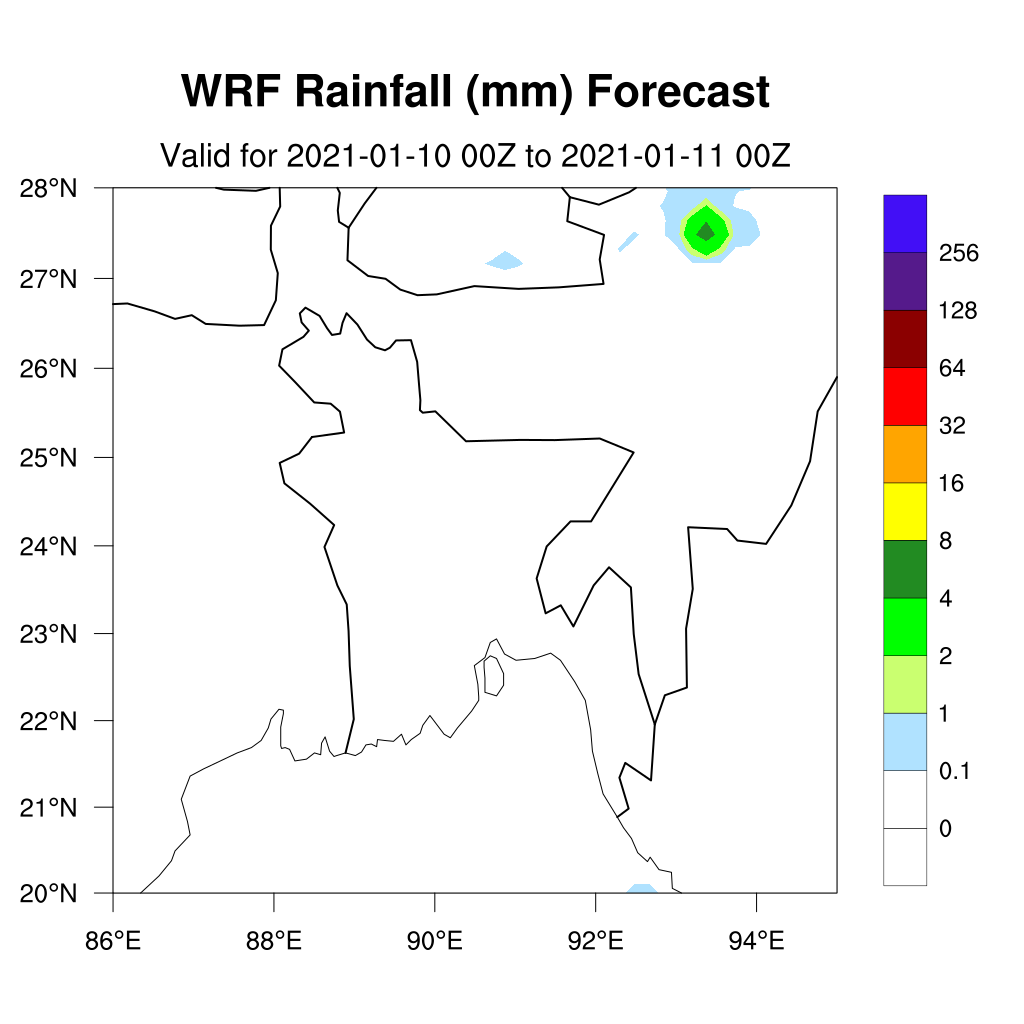 WRF Rainfall (mm) Forecast
Valid for 2021-01-10 00Z to 2021-01-11 00Z
28°N
27°N
26°N
25°N
24°N
23°N
22°N
21°N
20°N
86°E
88°E
90°E
92°E
94°E
256
128
64
32
16
8
4
2
1
0.1
0